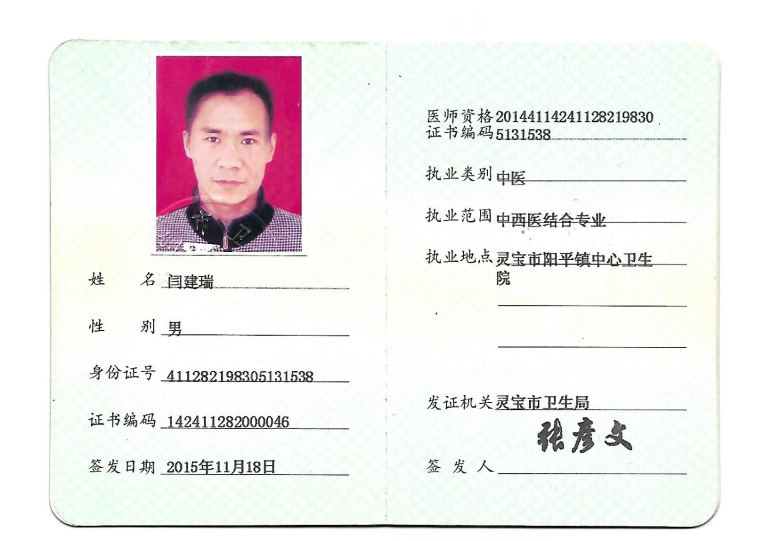 姓 名 闫建瑞
性 别 男
身份证号 411282198305131538
证书编码 142411282000046
签发日期 2015年11月18日
医师资格 20144114241128219830
证书编码 5131538
执业类别 中医
执业范围 中西医结合专业
执业地点 灵宝市阳平镇中心卫生
院
发证机关 灵宝市卫生局
张彦文
签 发 人